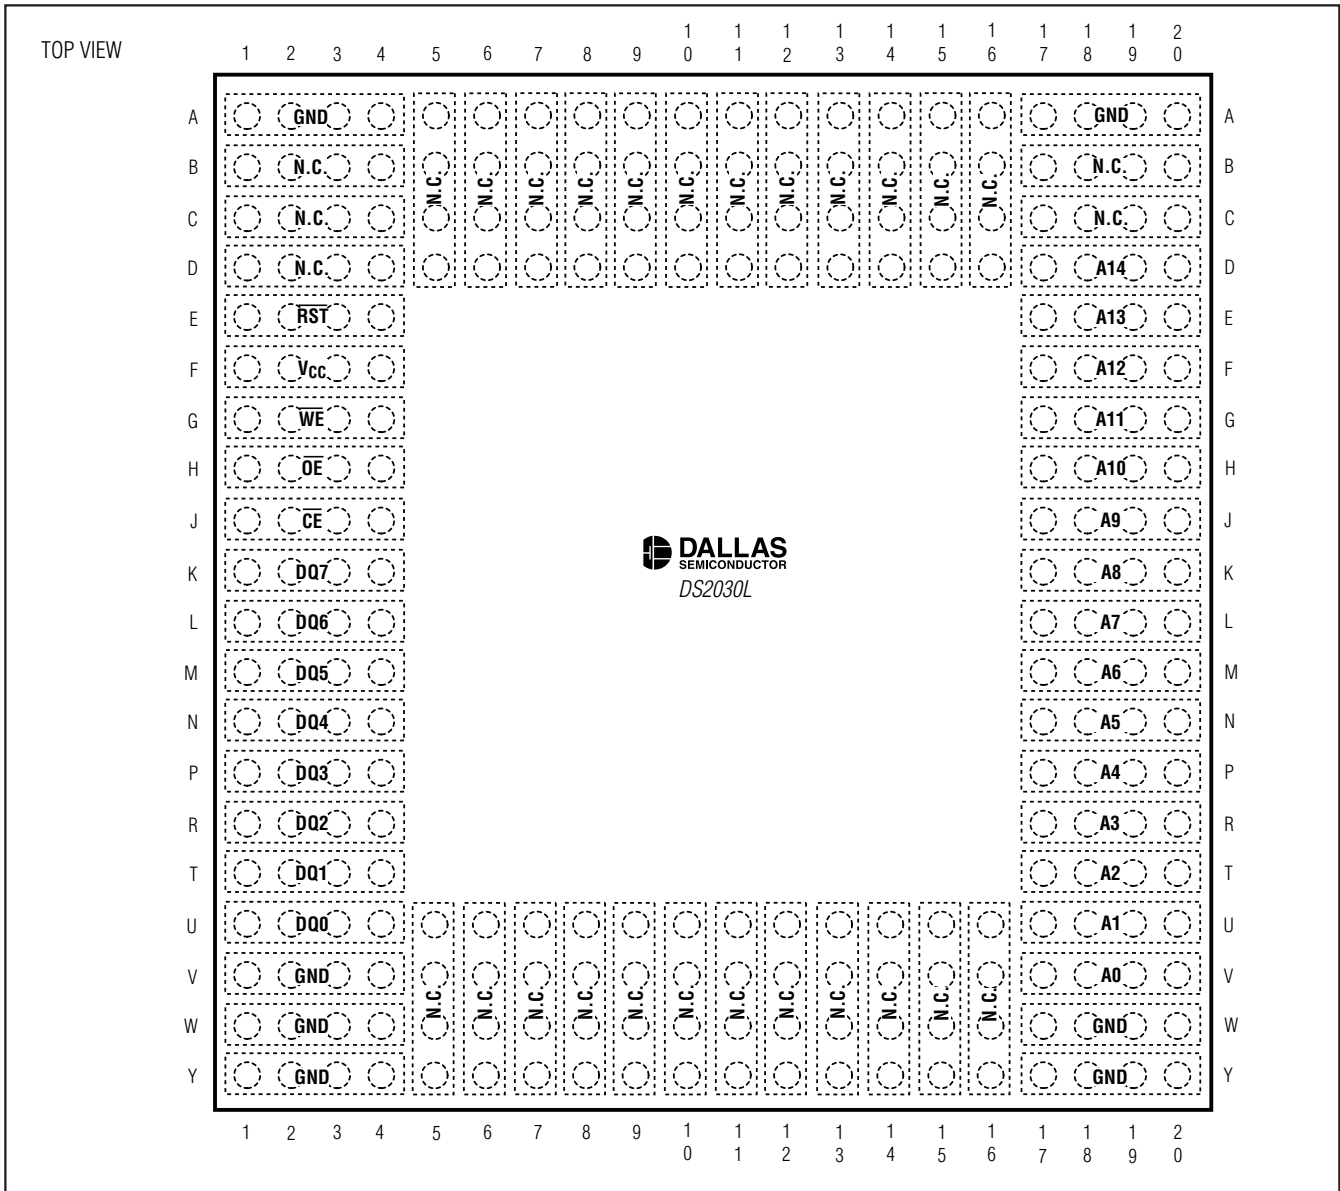 TOP VIEW
1 2 3 4 5 6 7 8 9 10 11 12 13 14 15 16 17 18 19 20
A GND GND A
B N.C. N.C. B
N.C. N.C. N.C. N.C. N.C. N.C. N.C. N.C. N.C. N.C. N.C. N.C.
C N.C. N.C. C
D N.C. A14 D
E R̅S̅T̅ A13 E
F VCC A12 F
G W̅E̅ A11 G
H O̅E̅ A10 H
J C̅E̅ A9 J
DALLAS
SEMICONDUCTOR
DS2030L
K DQ7 A8 K
L DQ6 A7 L
M DQ5 A6 M
N DQ4 A5 N
P DQ3 A4 P
R DQ2 A3 R
T DQ1 A2 T
U DQ0 A1 U
V GND A0 V
N.C. N.C. N.C. N.C. N.C. N.C. N.C. N.C. N.C. N.C. N.C. N.C.
W GND GND W
Y GND GND Y
1 2 3 4 5 6 7 8 9 10 11 12 13 14 15 16 17 18 19 20